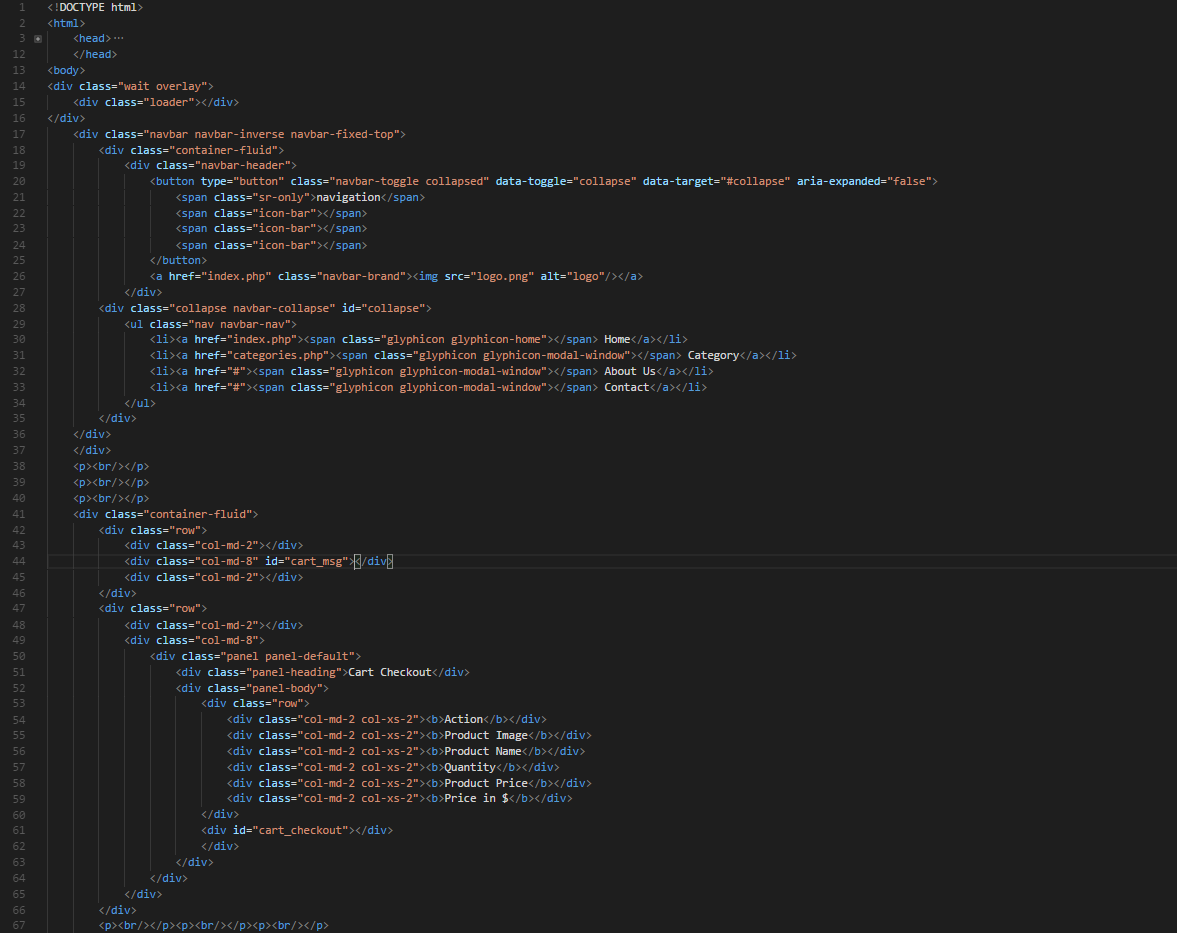 1 <!DOCTYPE html>
2 <html>
3 <head>···
12 </head>
13 <body>
14 <div class="wait overlay">
15 <div class="loader"></div>
16 </div>
17 <div class="navbar navbar-inverse navbar-fixed-top">
18 <div class="container-fluid">
19 <div class="navbar-header">
20 <button type="button" class="navbar-toggle collapsed" data-toggle="collapse" data-target="#collapse" aria-expanded="false">
21 <span class="sr-only">navigation</span>
22 <span class="icon-bar"></span>
23 <span class="icon-bar"></span>
24 <span class="icon-bar"></span>
25 </button>
26 <a href="index.php" class="navbar-brand"><img src="logo.png" alt="logo"/></a>
27 </div>
28 <div class="collapse navbar-collapse" id="collapse">
29 <ul class="nav navbar-nav">
30 <li><a href="index.php"><span class="glyphicon glyphicon-home"></span> Home</a></li>
31 <li><a href="categories.php"><span class="glyphicon glyphicon-modal-window"></span> Category</a></li>
32 <li><a href="#"><span class="glyphicon glyphicon-modal-window"></span> About Us</a></li>
33 <li><a href="#"><span class="glyphicon glyphicon-modal-window"></span> Contact</a></li>
34 </ul>
35 </div>
36 </div>
37 </div>
38 <p><br/></p>
39 <p><br/></p>
40 <p><br/></p>
41 <div class="container-fluid">
42 <div class="row">
43 <div class="col-md-2"></div>
44 <div class="col-md-8" id="cart_msg"></div>
45 <div class="col-md-2"></div>
46 </div>
47 <div class="row">
48 <div class="col-md-2"></div>
49 <div class="col-md-8">
50 <div class="panel panel-default">
51 <div class="panel-heading">Cart Checkout</div>
52 <div class="panel-body">
53 <div class="row">
54 <div class="col-md-2 col-xs-2"><b>Action</b></div>
55 <div class="col-md-2 col-xs-2"><b>Product Image</b></div>
56 <div class="col-md-2 col-xs-2"><b>Product Name</b></div>
57 <div class="col-md-2 col-xs-2"><b>Quantity</b></div>
58 <div class="col-md-2 col-xs-2"><b>Product Price</b></div>
59 <div class="col-md-2 col-xs-2"><b>Price in $</b></div>
60 </div>
61 <div id="cart_checkout"></div>
62 </div>
63 </div>
64 </div>
65 </div>
66 </div>
67 <p><br/></p><p><br/></p><p><br/></p>